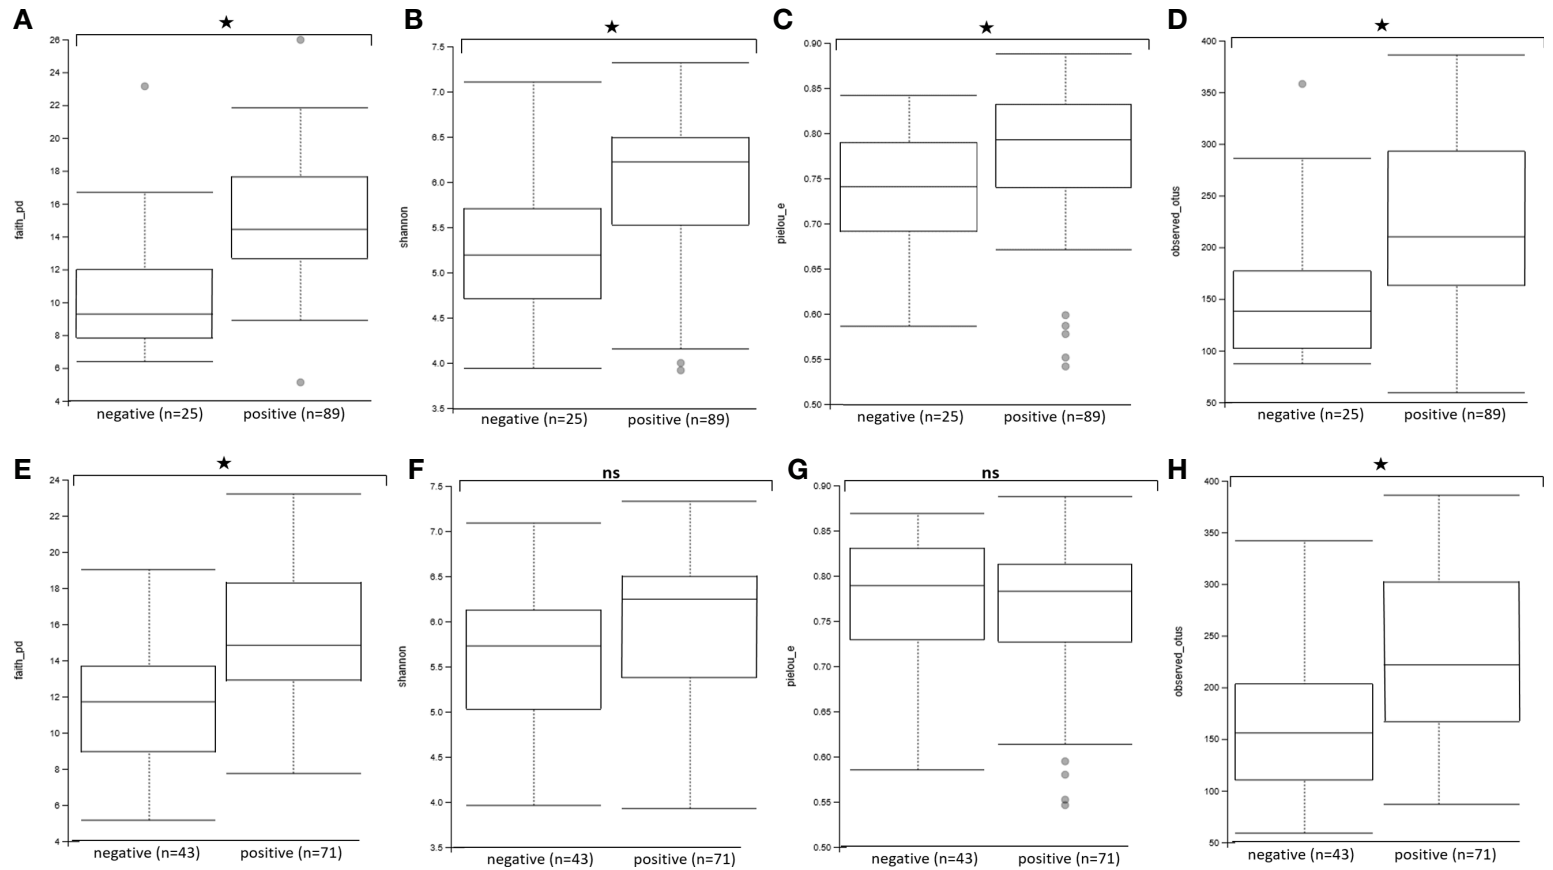 A
★
26
24
22
20
18
16
14
12
10
8
6
4
faith_pd
negative (n=25)
positive (n=89)
B
★
7.5
7.0
6.5
6.0
5.5
5.0
4.5
4.0
3.5
shannon
negative (n=25)
positive (n=89)
C
★
0.90
0.85
0.80
0.75
0.70
0.65
0.60
0.55
0.50
pielou_e
negative (n=25)
positive (n=89)
D
★
400
350
300
250
200
150
100
50
observed_otus
negative (n=25)
positive (n=89)
E
★
24
22
20
18
16
14
12
10
8
6
4
faith_pd
negative (n=43)
positive (n=71)
F
ns
7.5
7.0
6.5
6.0
5.5
5.0
4.5
4.0
3.5
shannon
negative (n=43)
positive (n=71)
G
ns
0.90
0.85
0.80
0.75
0.70
0.65
0.60
0.55
0.50
pielou_e
negative (n=43)
positive (n=71)
H
★
400
350
300
250
200
150
100
50
observed_otus
negative (n=43)
positive (n=71)